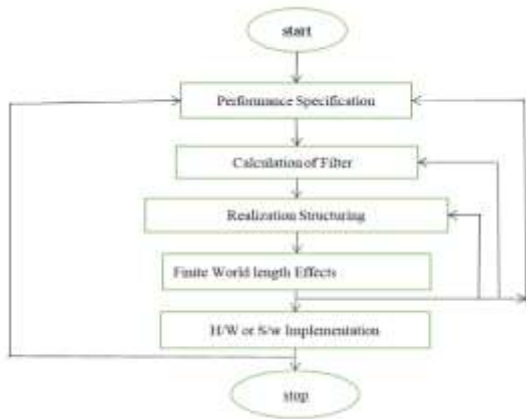 start
Performance Specification
Calculation of Filter
Realization Structuring
Finite World length Effects
H/W or S/w Implementation
stop